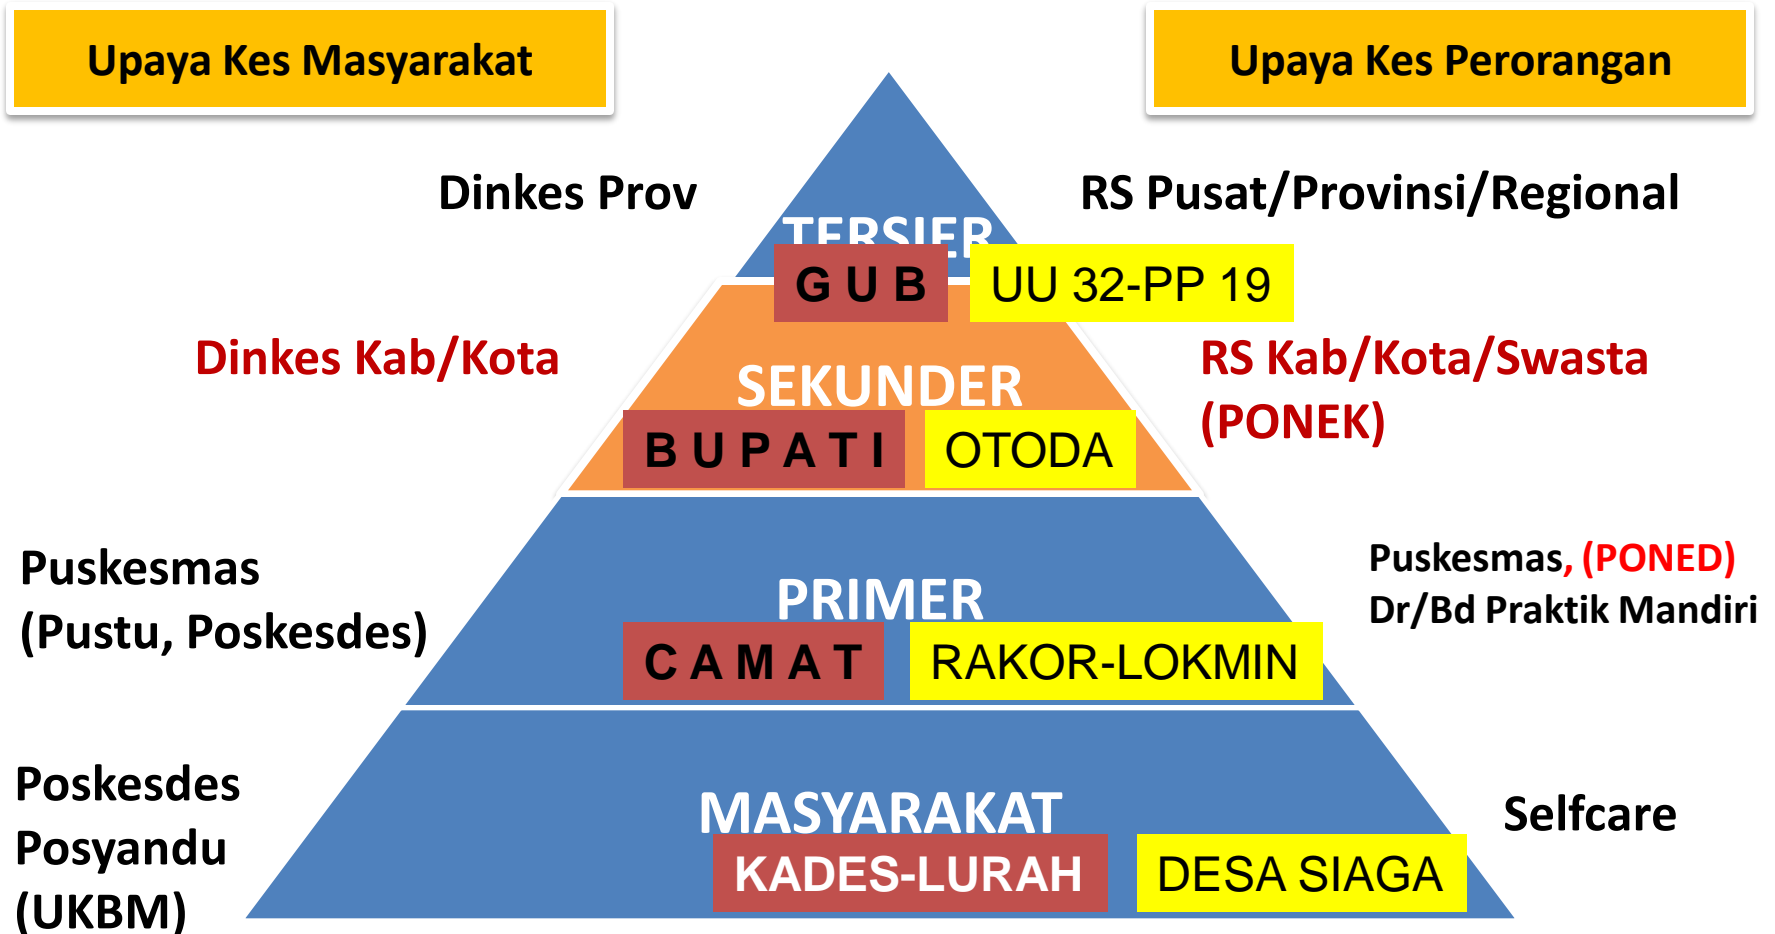 Upaya Kes Masyarakat
Upaya Kes Perorangan
Dinkes Prov
RS Pusat/Provinsi/Regional
TERSIER
G U B
UU 32-PP 19
Dinkes Kab/Kota
RS Kab/Kota/Swasta
(PONEK)
SEKUNDER
B U P A T I
OTODA
Puskesmas
(Pustu, Poskesdes)
PRIMER
Puskesmas, (PONED)
Dr/Bd Praktik Mandiri
C A M A T
RAKOR-LOKMIN
Poskesdes
Posyandu
(UKBM)
MASYARAKAT
Selfcare
KADES-LURAH
DESA SIAGA